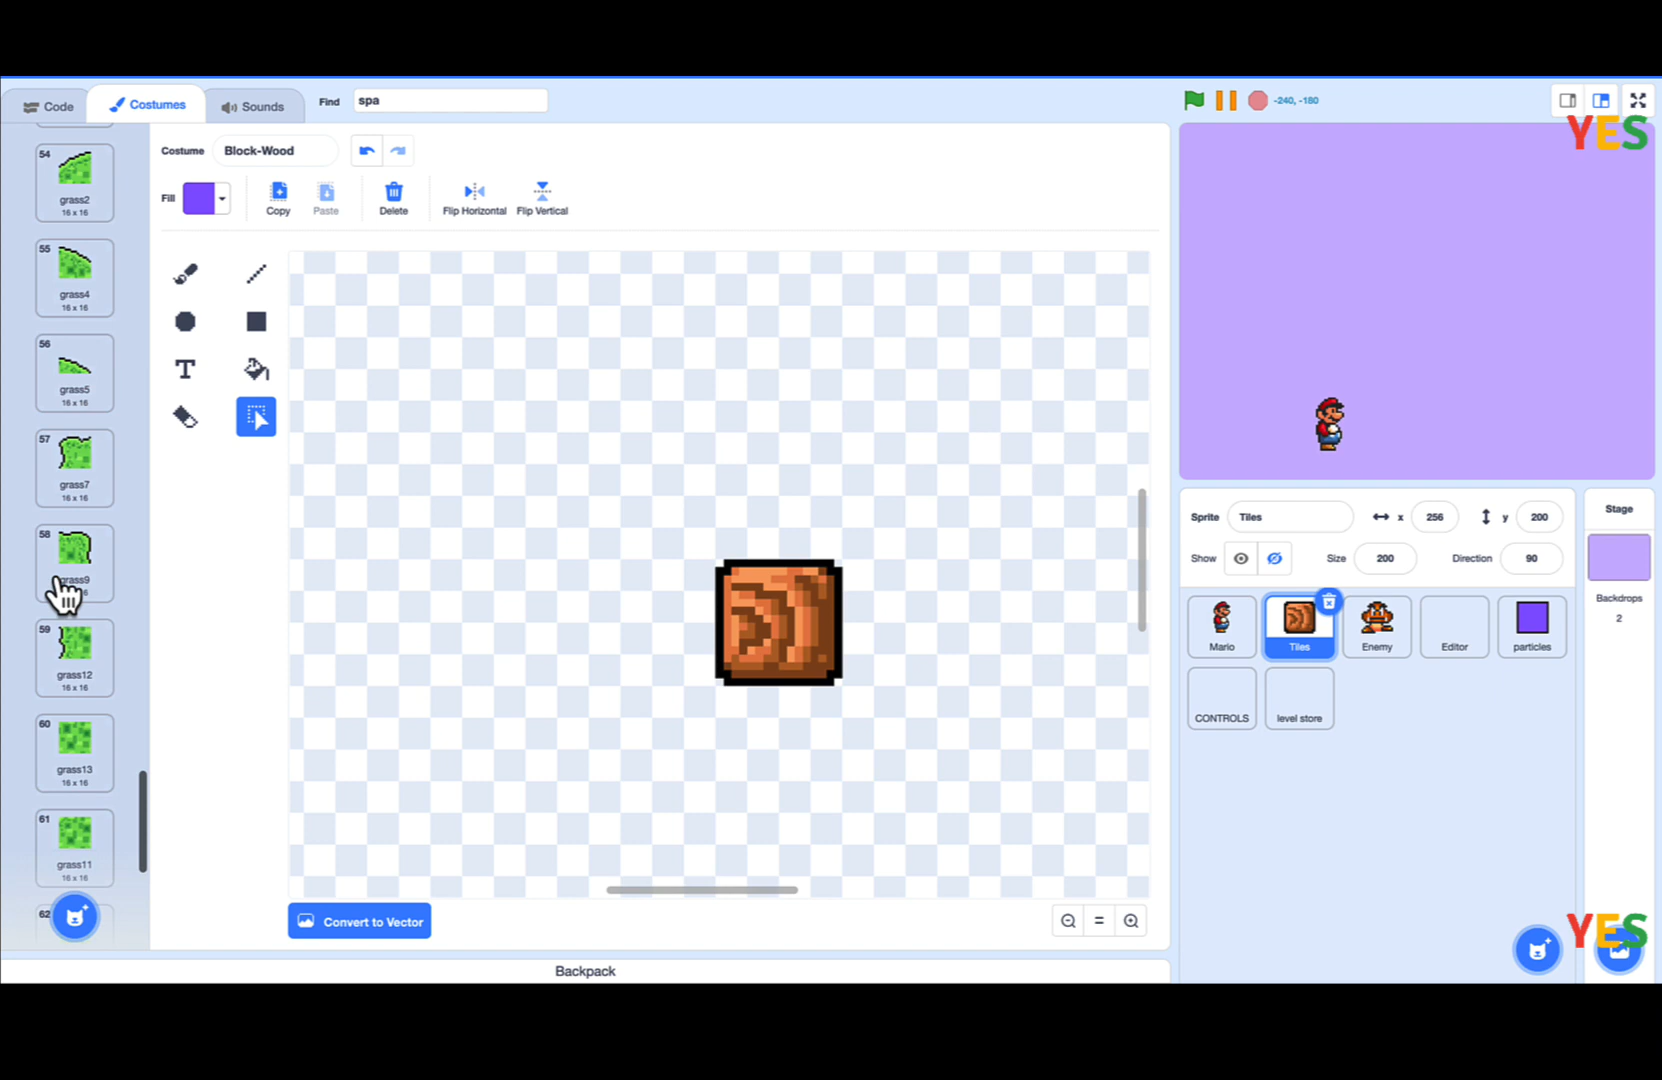 Code
Costumes
Sounds
Find
spa
-240, -180
YES
54
grass2
16 x 16
55
grass4
16 x 16
56
grass5
16 x 16
57
grass7
16 x 16
58
grass9
59
grass12
16 x 16
60
grass13
16 x 16
61
grass11
16 x 16
62
Costume
Block-Wood
Fill
Copy
Paste
Delete
Flip Horizontal
Flip Vertical
T
Convert to Vector
=
Backpack
Sprite
Tiles
x
256
y
200
Show
Size
200
Direction
90
Mario
Tiles
Enemy
Editor
particles
CONTROLS
level store
Stage
Backdrops
2
YES